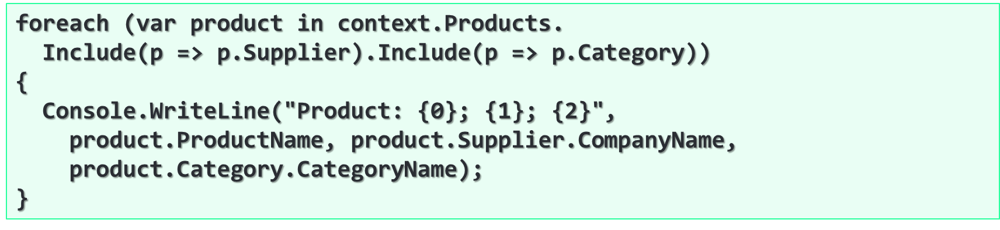 foreach (var product in context.Products.
  Include(p => p.Supplier).Include(p => p.Category))
{
  Console.WriteLine("Product: {0}; {1}; {2}",
    product.ProductName, product.Supplier.CompanyName,
    product.Category.CategoryName);
}